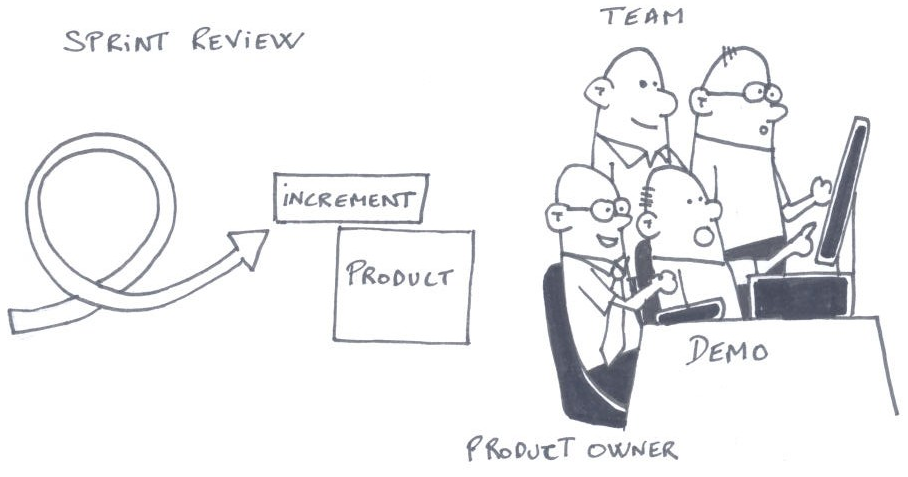 SPRiNT REViEW
TEAM
iNCREMENT
PRODUCT
DEMO
PRODUCT OWNER